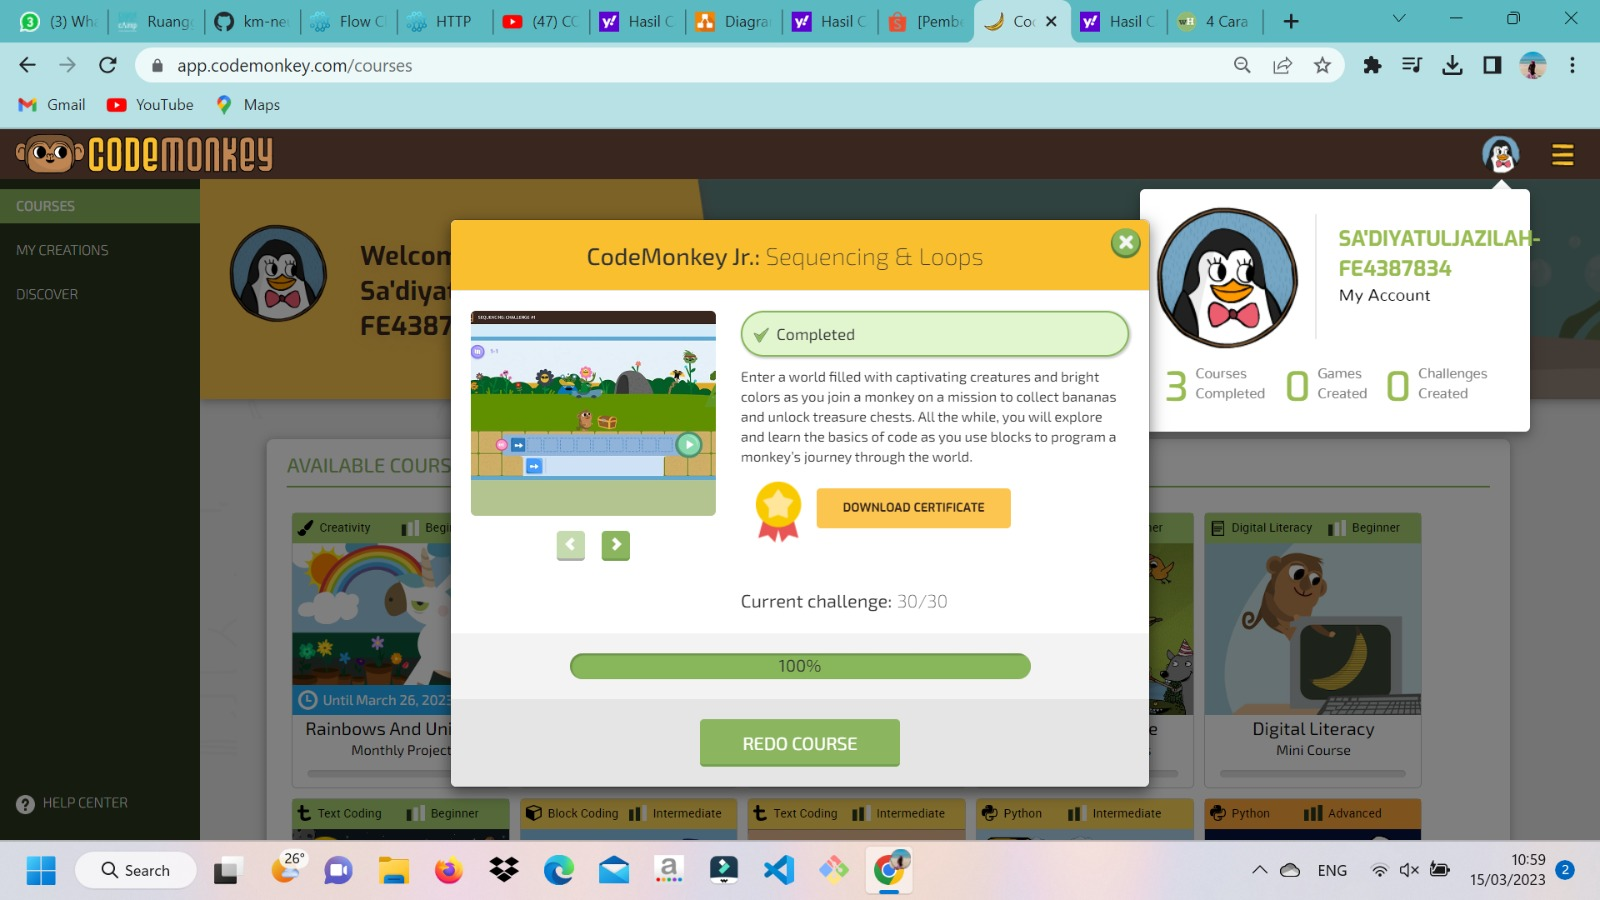 (3) Wha
Ruangg
km-neu
Flow C
HTTP
(47) CO
Hasil C
Diagra
Hasil C
[Pembe
Co
Hasil C
4 Cara
app.codemonkey.com/courses
Gmail
YouTube
Maps
CODEMONKEY
COURSES
MY CREATIONS
DISCOVER
HELP CENTER
Welcom
Sa'diyat
FE4387
SA'DIYATULJAZILAH-
FE4387834
My Account
3 Courses Completed
0 Games Created
0 Challenges Created
CodeMonkey Jr.: Sequencing & Loops
SEQUENCING CHALLENGE #1
Completed
Enter a world filled with captivating creatures and bright
colors as you join a monkey on a mission to collect bananas
and unlock treasure chests. All the while, you will explore
and learn the basics of code as you use blocks to program a
monkey's journey through the world.
DOWNLOAD CERTIFICATE
Current challenge: 30/30
100%
REDO COURSE
AVAILABLE COURS
Creativity
Begi
Until March 26, 2023
Rainbows And Uni
Monthly Project
ner
e
s
Digital Literacy
Beginner
Digital Literacy
Mini Course
Text Coding
Beginner
Block Coding
Intermediate
Text Coding
Intermediate
Python
Intermediate
Python
Advanced
Search
26°
ENG
10:59
15/03/2023
2